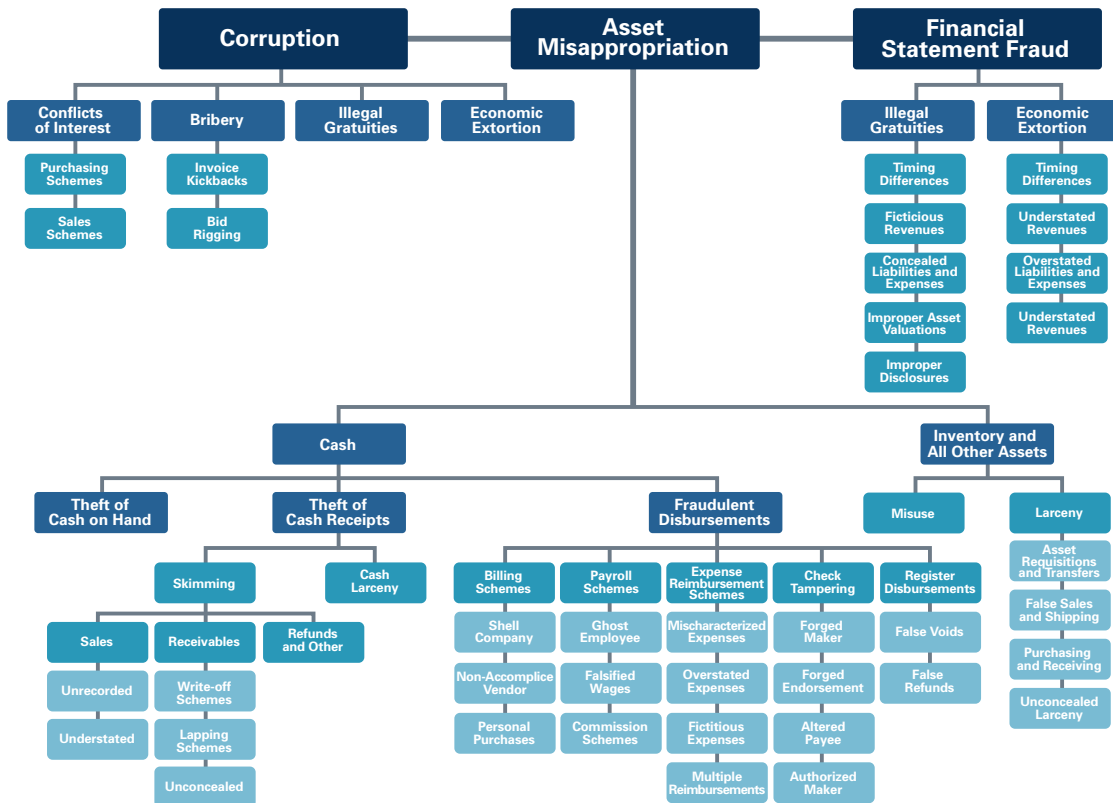 Corruption
Asset
Misappropriation
Financial
Statement Fraud
Conflicts
of Interest
Bribery
Illegal
Gratuities
Economic
Extortion
Illegal
Gratuities
Economic
Extortion
Purchasing
Schemes
Sales
Schemes
Invoice
Kickbacks
Bid
Rigging
Timing
Differences
Ficticious
Revenues
Concealed
Liabilities and
Expenses
Improper Asset
Valuations
Improper
Disclosures
Timing
Differences
Understated
Revenues
Overstated
Liabilities and
Expenses
Understated
Revenues
Cash
Inventory and
All Other Assets
Theft of
Cash on Hand
Theft of
Cash Receipts
Fraudulent
Disbursements
Misuse
Larceny
Asset
Requisitions
and Transfers
False Sales
and Shipping
Purchasing
and Receiving
Unconcealed
Larceny
Skimming
Cash
Larceny
Sales
Unrecorded
Understated
Receivables
Write-off
Schemes
Lapping
Schemes
Unconcealed
Refunds
and Other
Billing
Schemes
Shell
Company
Non-Accomplice
Vendor
Personal
Purchases
Payroll
Schemes
Ghost
Employee
Falsified
Wages
Commission
Schemes
Expense
Reimbursement
Schemes
Mischaracterized
Expenses
Overstated
Expenses
Fictitious
Expenses
Multiple
Reimbursements
Check
Tampering
Forged
Maker
Forged
Endorsement
Altered
Payee
Authorized
Maker
Register
Disbursements
False Voids
False
Refunds